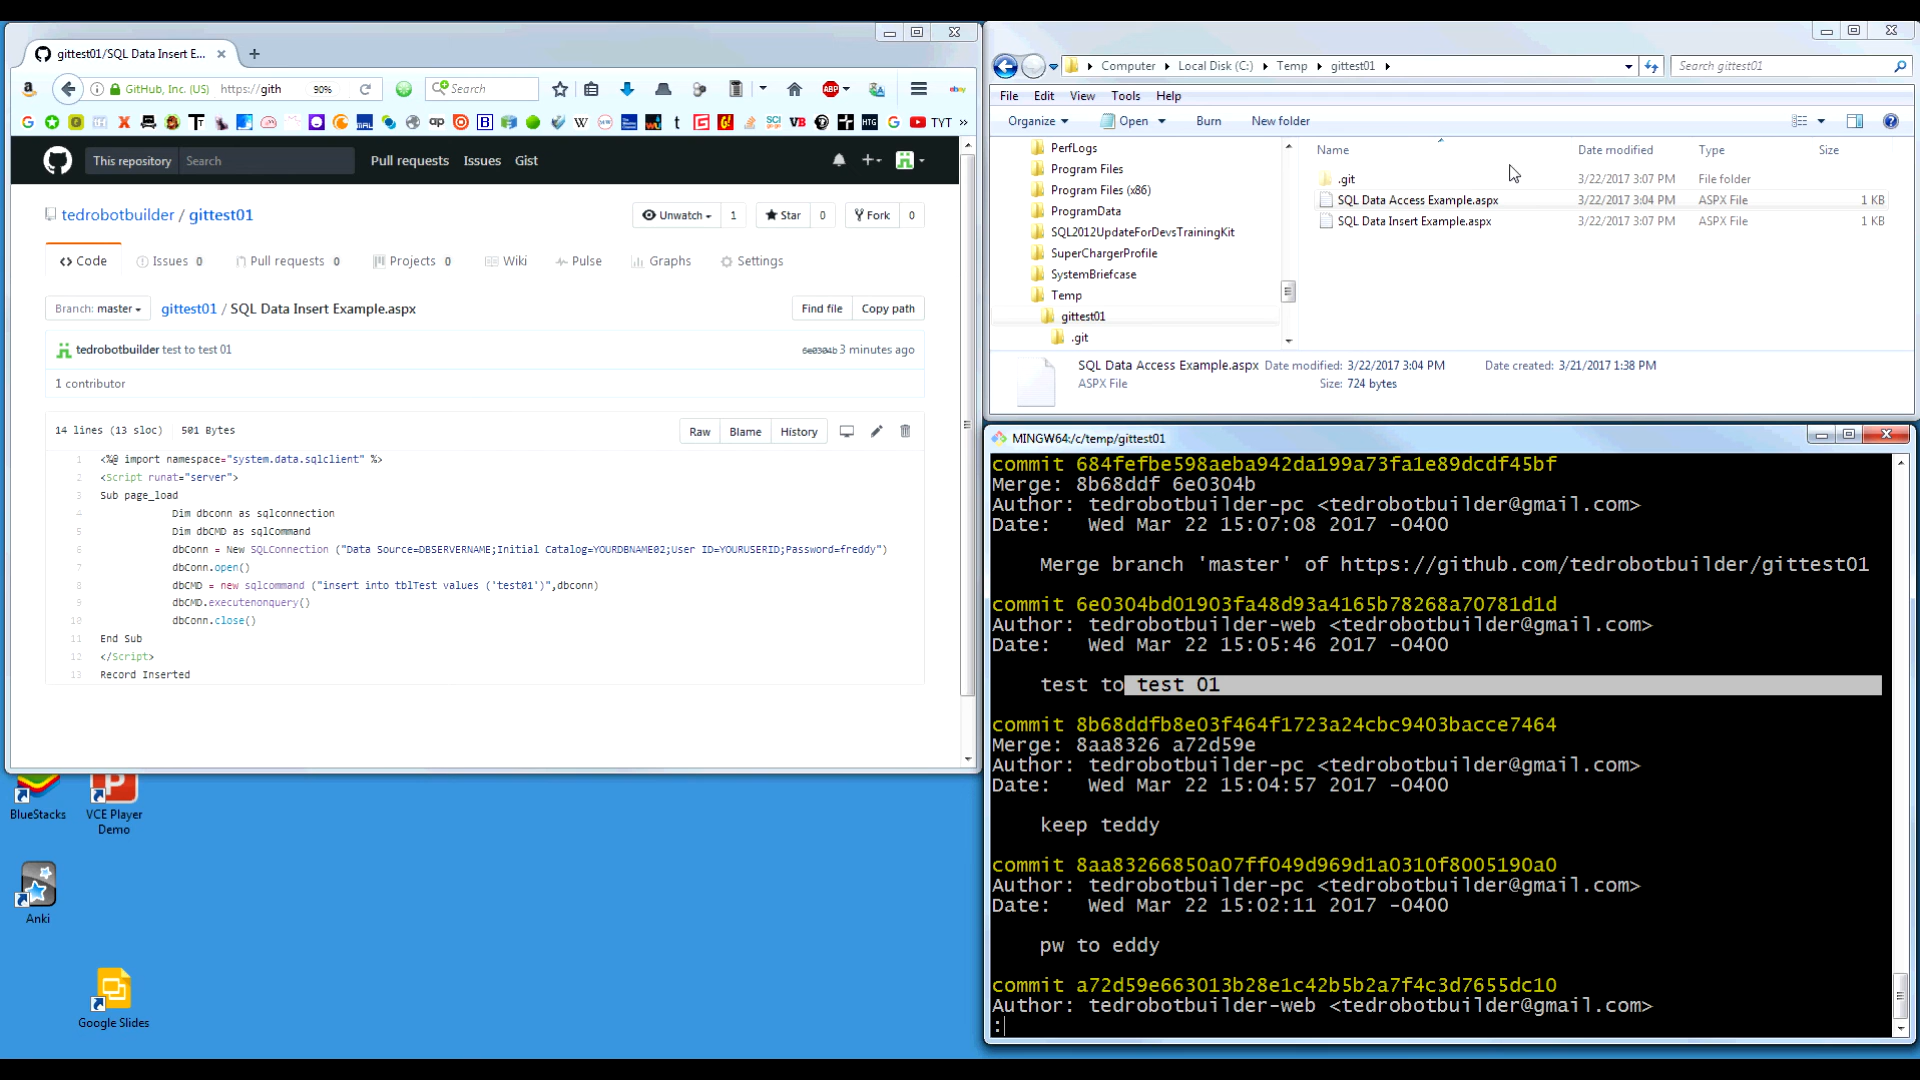 gittest01/SQL Data Insert E...
GitHub, Inc. (US)
https://gith
90%
Search
ABP
ebay
TYT
This repository
Search
Pull requests
Issues
Gist
tedrobotbuilder / gittest01
Unwatch
1
Star
0
Fork
0
<> Code
Issues 0
Pull requests 0
Projects 0
Wiki
Pulse
Graphs
Settings
Branch: master
gittest01 / SQL Data Insert Example.aspx
Find file
Copy path
tedrobotbuilder test to test 01
6e0304b 3 minutes ago
1 contributor
14 lines (13 sloc) 501 Bytes
Raw
Blame
History
1 <%@ import namespace="system.data.sqlclient" %>
2 <Script runat="server">
3 Sub page_load
4 Dim dbconn as sqlconnection
5 Dim dbCMD as sqlCommand
6 dbConn = New SQLConnection ("Data Source=DBSERVERNAME;Initial Catalog=YOURDBNAME02;User ID=YOURUSERID;Password=freddy")
7 dbConn.open()
8 dbCMD = new sqlcommand ("insert into tblTest values ('test01')",dbconn)
9 dbCMD.executenonquery()
10 dbConn.close()
11 End Sub
12 </Script>
13 Record Inserted
BlueStacks
VCE Player
Demo
Anki
Google Slides
Computer
Local Disk (C:)
Temp
gittest01
Search gittest01
File
Edit
View
Tools
Help
Organize
Open
Burn
New folder
PerfLogs
Program Files
Program Files (x86)
ProgramData
SQL2012UpdateForDevsTrainingKit
SuperChargerProfile
SystemBriefcase
Temp
gittest01
.git
Name
Date modified
Type
Size
.git 3/22/2017 3:07 PM File folder
SQL Data Access Example.aspx 3/22/2017 3:04 PM ASPX File 1 KB
SQL Data Insert Example.aspx 3/22/2017 3:07 PM ASPX File 1 KB
SQL Data Access Example.aspx Date modified: 3/22/2017 3:04 PM Date created: 3/21/2017 1:38 PM
ASPX File Size: 724 bytes
MINGW64:/c/temp/gittest01
commit 684fefbe598aeba942da199a73fa1e89dcdf45bf
Merge: 8b68ddf 6e0304b
Author: tedrobotbuilder-pc <tedrobotbuilder@gmail.com>
Date: Wed Mar 22 15:07:08 2017 -0400
Merge branch 'master' of https://github.com/tedrobotbuilder/gittest01
commit 6e0304bd01903fa48d93a4165b78268a70781d1d
Author: tedrobotbuilder-web <tedrobotbuilder@gmail.com>
Date: Wed Mar 22 15:05:46 2017 -0400
test to test 01
commit 8b68ddfb8e03f464f1723a24cbc9403bacce7464
Merge: 8aa8326 a72d59e
Author: tedrobotbuilder-pc <tedrobotbuilder@gmail.com>
Date: Wed Mar 22 15:04:57 2017 -0400
keep teddy
commit 8aa83266850a07ff049d969d1a0310f8005190a0
Author: tedrobotbuilder-pc <tedrobotbuilder@gmail.com>
Date: Wed Mar 22 15:02:11 2017 -0400
pw to eddy
commit a72d59e663013b28e1c42b5b2a7f4c3d7655dc10
Author: tedrobotbuilder-web <tedrobotbuilder@gmail.com>
: